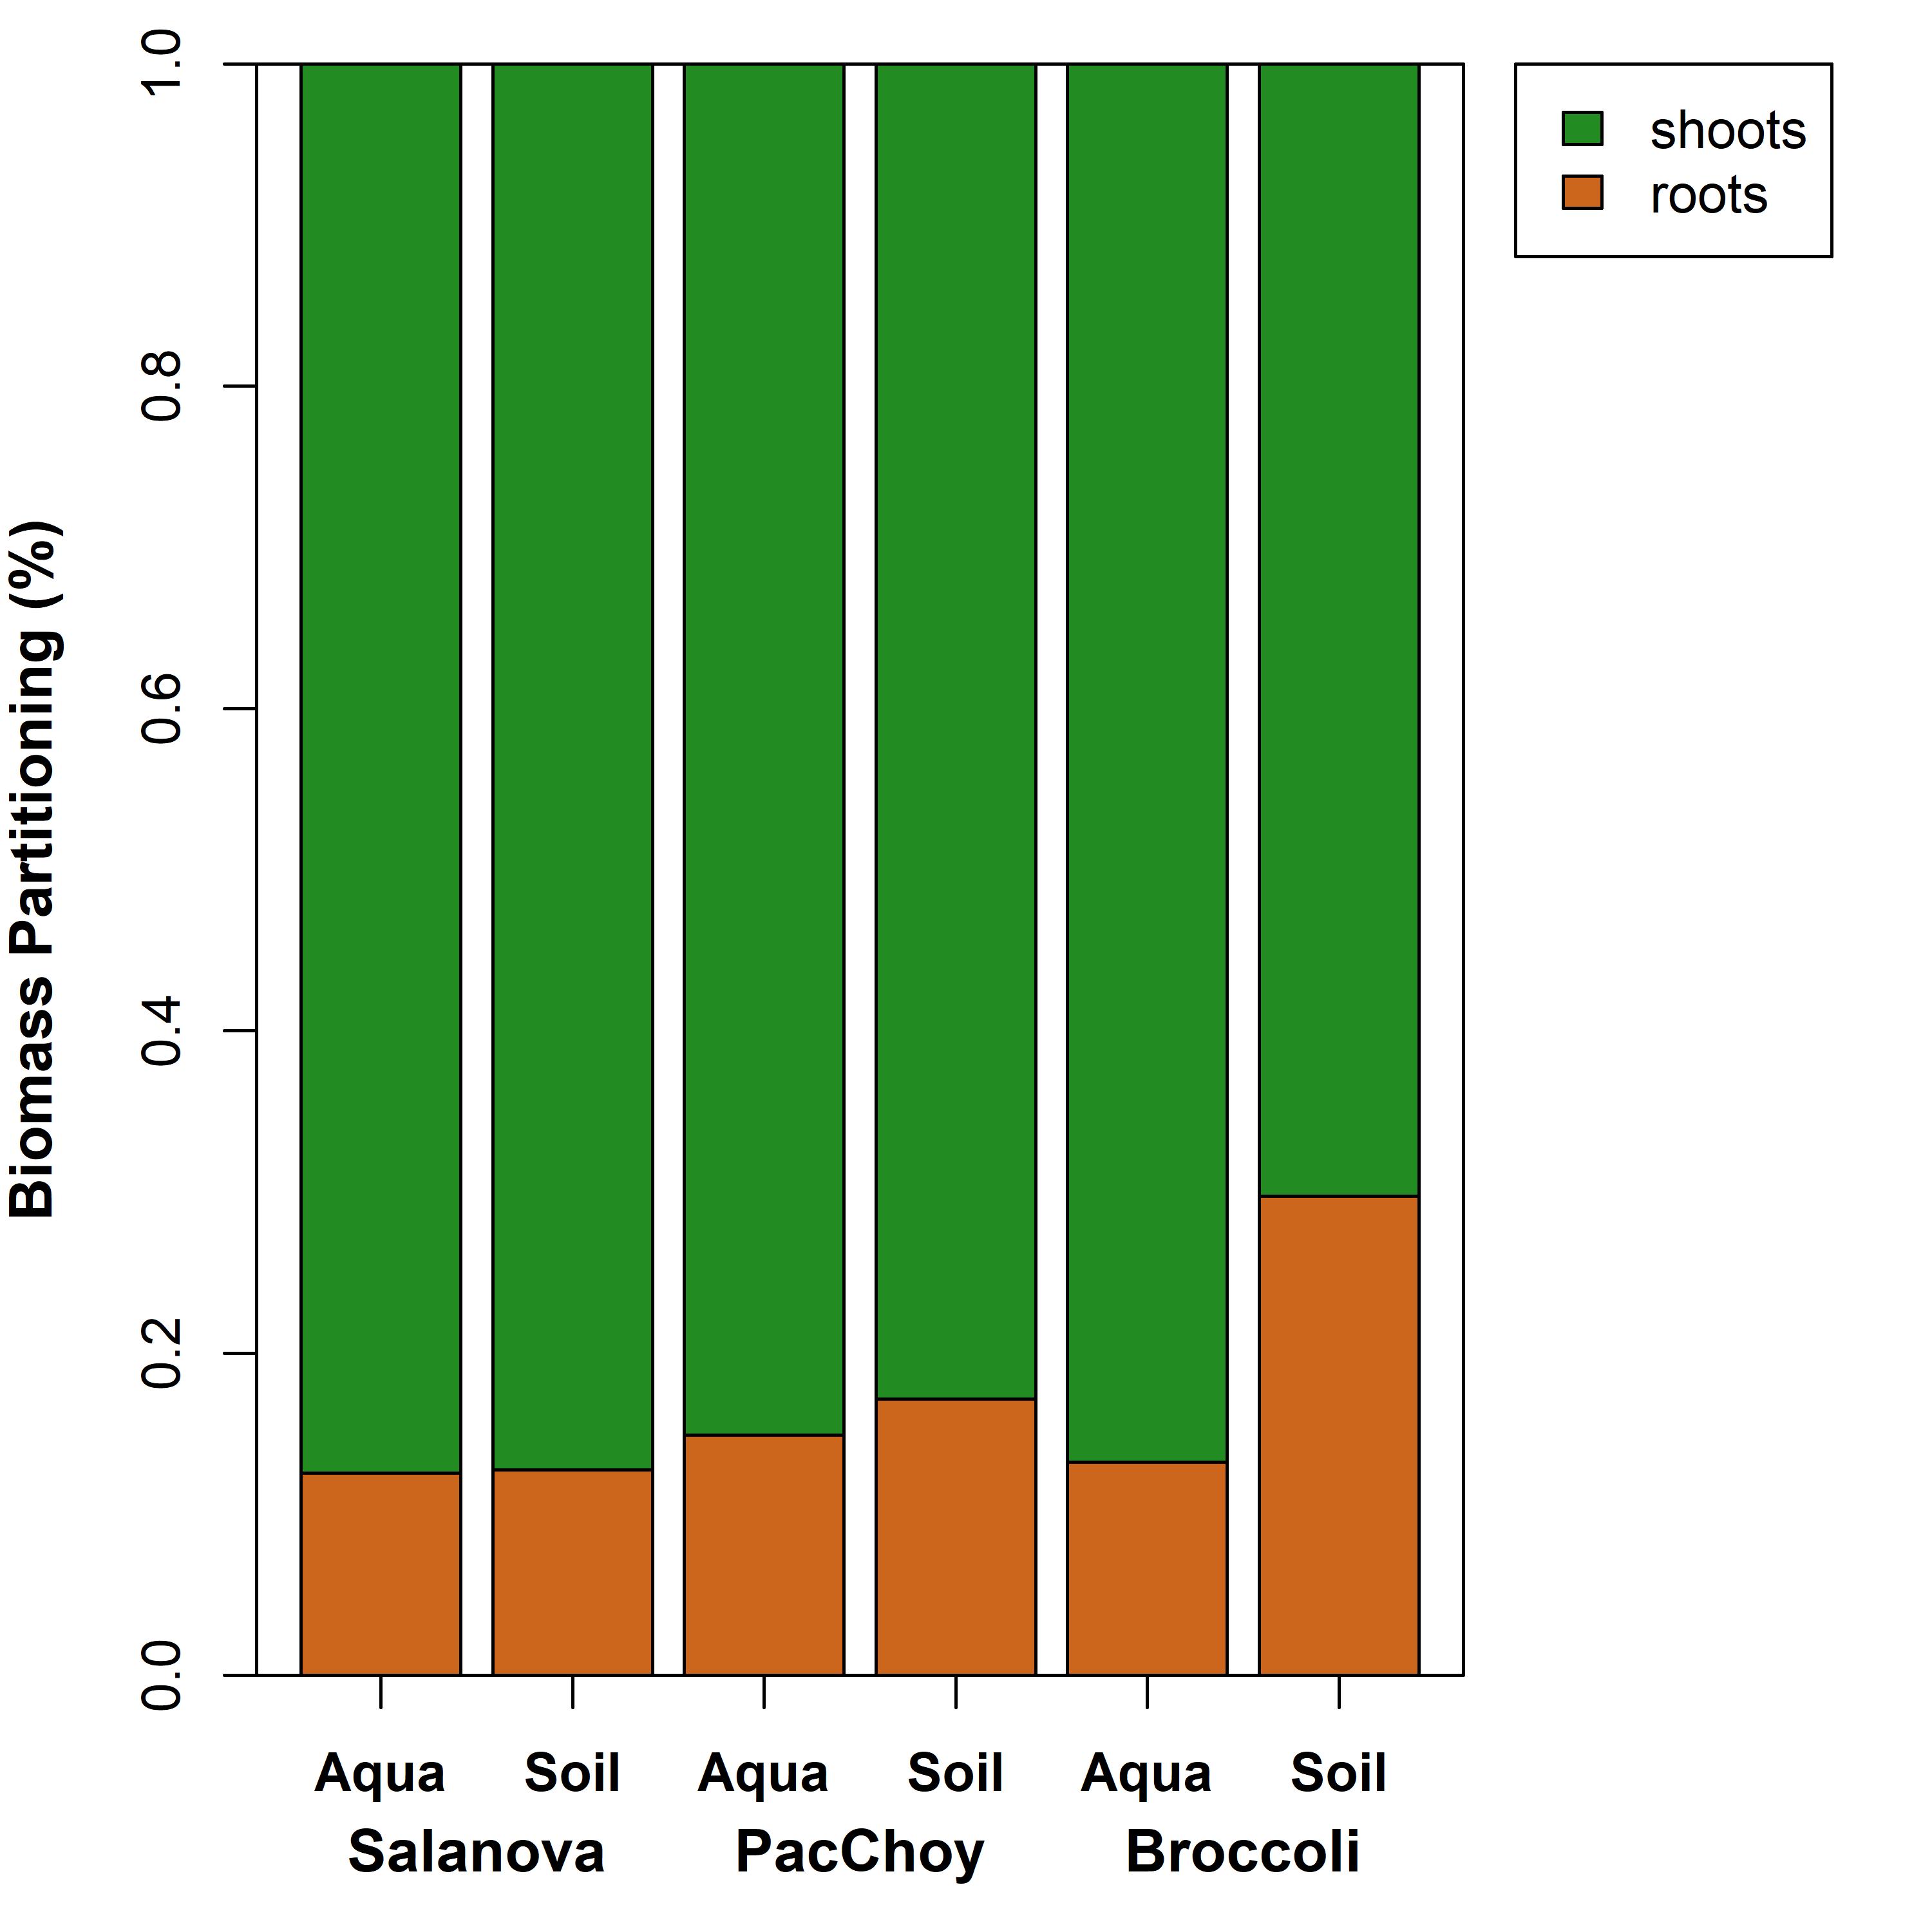 Biomass Partitioning (%)
1.0
0.8
0.6
0.4
0.2
0.0
shoots
roots
Aqua Soil Aqua Soil Aqua Soil
Salanova PacChoy Broccoli